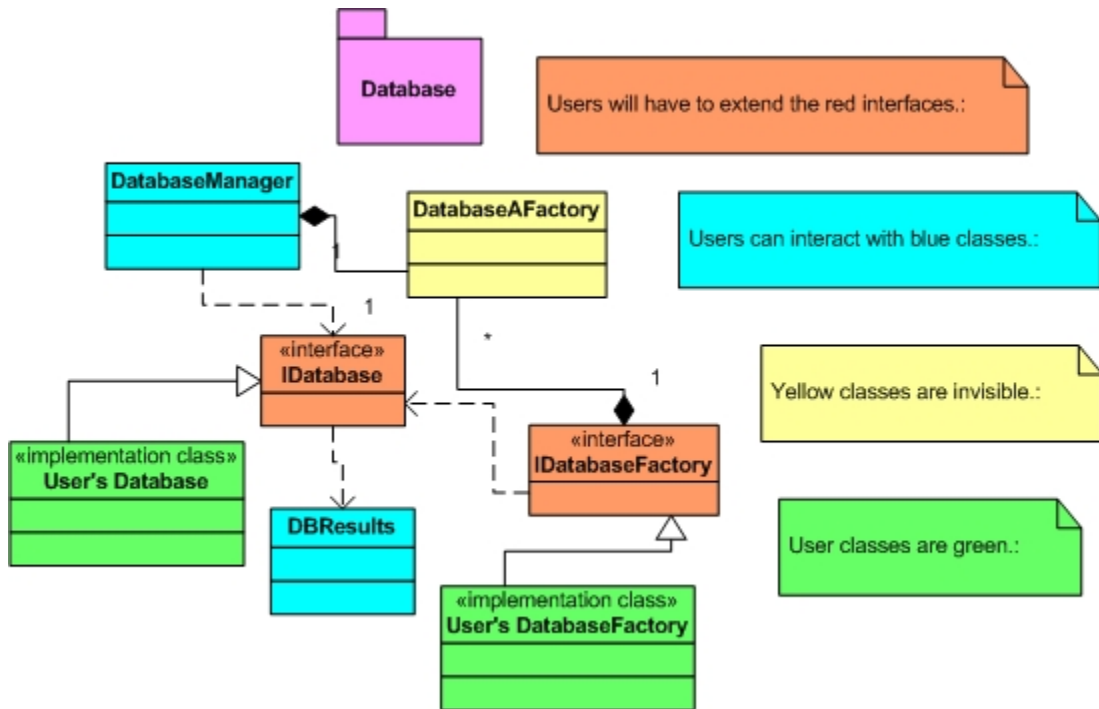 Database
Users will have to extend the red interfaces.:
DatabaseManager
DatabaseAFactory
Users can interact with blue classes.:
1
1
*
«interface»
IDatabase
Yellow classes are invisible.:
1
«implementation class»
User's Database
«interface»
IDatabaseFactory
DBResults
User classes are green.:
«implementation class»
User's DatabaseFactory